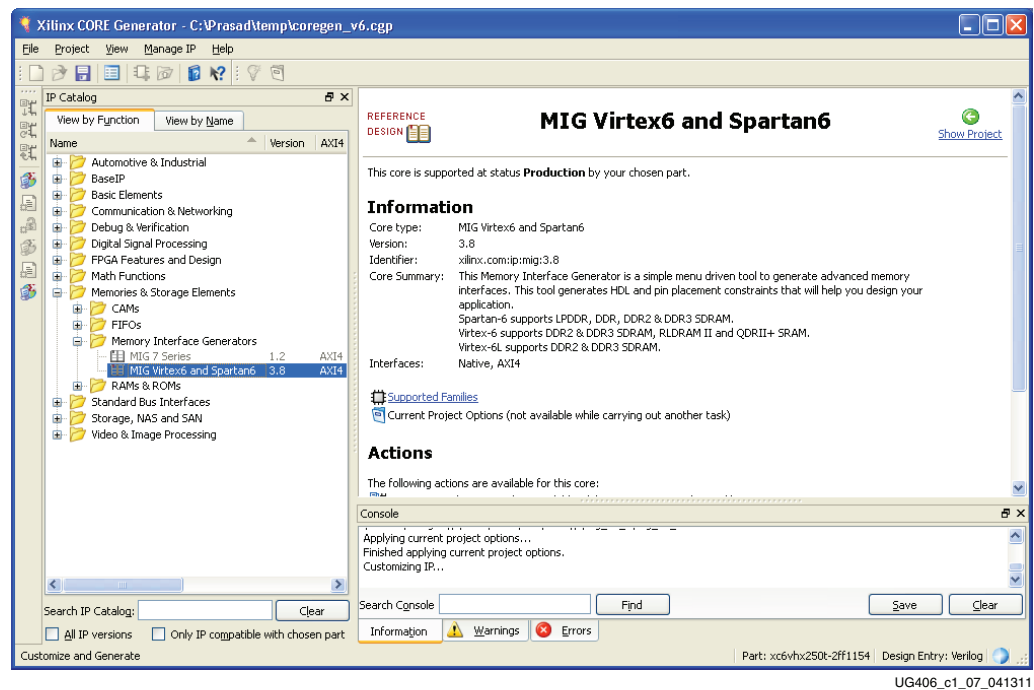 Xilinx CORE Generator - C:\Prasad\temp\coregen_v6.cgp
File Project View Manage IP Help
IP Catalog
View by Function View by Name
Name Version AXI4
Automotive & Industrial
BaseIP
Basic Elements
Communication & Networking
Debug & Verification
Digital Signal Processing
FPGA Features and Design
Math Functions
Memories & Storage Elements
CAMs
FIFOs
Memory Interface Generators
MIG 7 Series 1.2 AXI4
MIG Virtex6 and Spartan6 3.8 AXI4
RAMs & ROMs
Standard Bus Interfaces
Storage, NAS and SAN
Video & Image Processing
Search IP Catalog: Clear
All IP versions Only IP compatible with chosen part
REFERENCE
DESIGN
MIG Virtex6 and Spartan6
Show Project
This core is supported at status Production by your chosen part.
Information
Core type: MIG Virtex6 and Spartan6
Version: 3.8
Identifier: xilinx.com:ip:mig:3.8
Core Summary: This Memory Interface Generator is a simple menu driven tool to generate advanced memory
interfaces. This tool generates HDL and pin placement constraints that will help you design your
application.
Spartan-6 supports LPDDR, DDR, DDR2 & DDR3 SDRAM.
Virtex-6 supports DDR2 & DDR3 SDRAM, RLDRAM II and QDRII+ SRAM.
Virtex-6L supports DDR2 & DDR3 SDRAM.
Interfaces: Native, AXI4
Supported Families
Current Project Options (not available while carrying out another task)
Actions
The following actions are available for this core:
Console
Applying current project options...
Finished applying current project options.
Customizing IP...
Search Console Find Save Clear
Information Warnings Errors
Customize and Generate Part: xc6vhx250t-2ff1154 Design Entry: Verilog
UG406_c1_07_041311